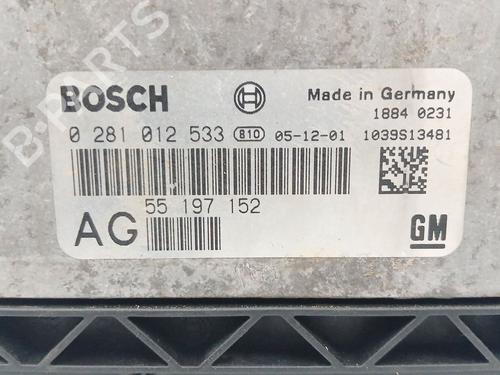 B-PARTS
BOSCH
Made in Germany
1884 0231
0 281 012 533 810 05-12-01 1039S13481
55 197 152
AG
GM